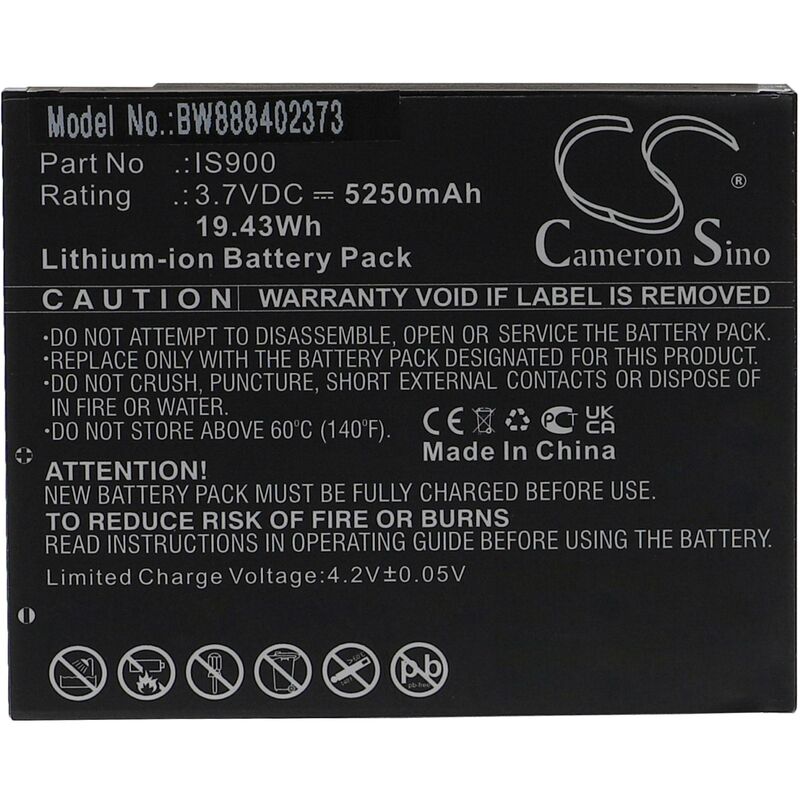 Model No.:BW888402373
Part No .:IS900
Rating .:3.7VDC ⎓ 5250mAh
19.43Wh
Lithium-ion Battery Pack
CS ®
Cameron Sino
CAUTION WARRANTY VOID IF LABEL IS REMOVED
•DO NOT ATTEMPT TO DISASSEMBLE, OPEN OR SERVICE THE BATTERY PACK.
•REPLACE ONLY WITH THE BATTERY PACK DESIGNATED FOR THIS PRODUCT.
•DO NOT CRUSH, PUNCTURE, SHORT EXTERNAL CONTACTS OR DISPOSE OF
IN FIRE OR WATER.
•DO NOT STORE ABOVE 60°C (140°F).
CE PCT UK CA
Made In China
ATTENTION!
NEW BATTERY PACK MUST BE FULLY CHARGED BEFORE USE.
TO REDUCE RISK OF FIRE OR BURNS
READ INSTRUCTIONS IN OPERATING GUIDE BEFORE USING THE BATTERY.
Limited Charge Voltage:4.2V±0.05V
140°F 60°C pb